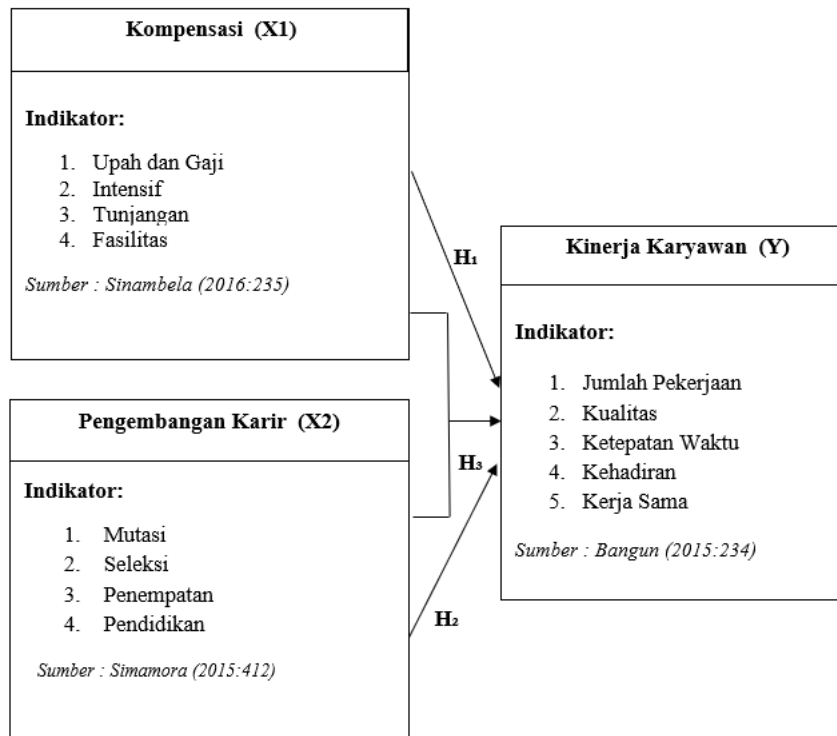 Kompensasi (X1)
Indikator:
1. Upah dan Gaji
2. Intensif
3. Tunjangan
4. Fasilitas
Sumber : Sinambela (2016:235)
Pengembangan Karir (X2)
Indikator:
1. Mutasi
2. Seleksi
3. Penempatan
4. Pendidikan
Sumber : Simamora (2015:412)
H₁
H₃
H₂
Kinerja Karyawan (Y)
Indikator:
1. Jumlah Pekerjaan
2. Kualitas
3. Ketepatan Waktu
4. Kehadiran
5. Kerja Sama
Sumber : Bangun (2015:234)